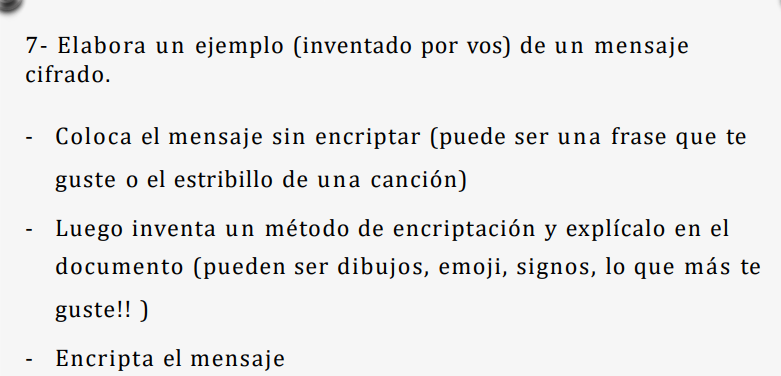 7- Elabora un ejemplo (inventado por vos) de un mensaje
cifrado.
- Coloca el mensaje sin encriptar (puede ser una frase que te
guste o el estribillo de una canción)
- Luego inventa un método de encriptación y explícalo en el
documento (pueden ser dibujos, emoji, signos, lo que más te
guste!! )
- Encripta el mensaje